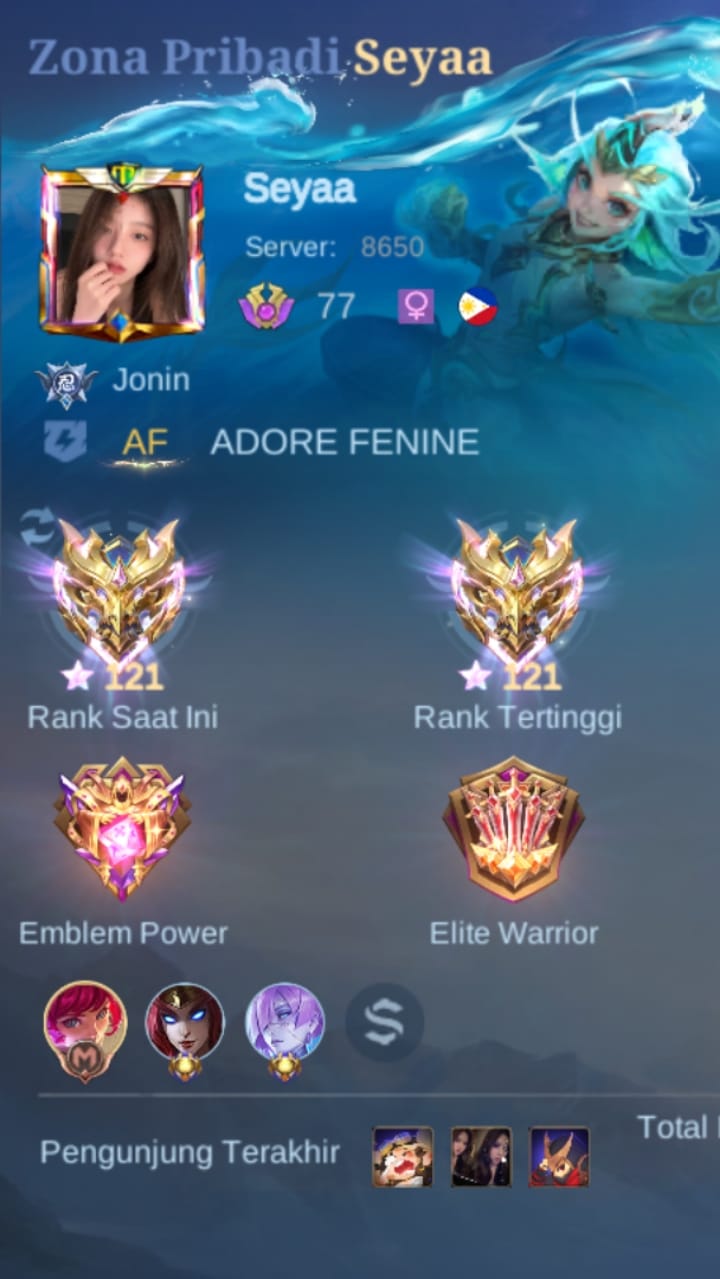 Zona Pribadi Seyaa
Seyaa
Server: 8650
77
忍 Jonin
AF ADORE FENINE
121 121
Rank Saat Ini Rank Tertinggi
Emblem Power Elite Warrior
M
Total
Pengunjung Terakhir